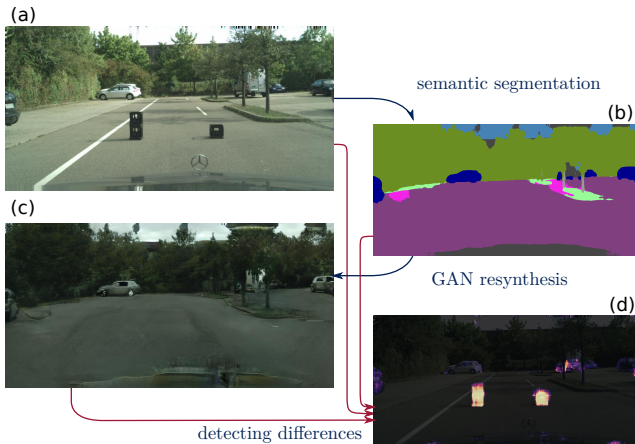 (a)
semantic segmentation
(b)
(c)
GAN resynthesis
(d)
detecting differences